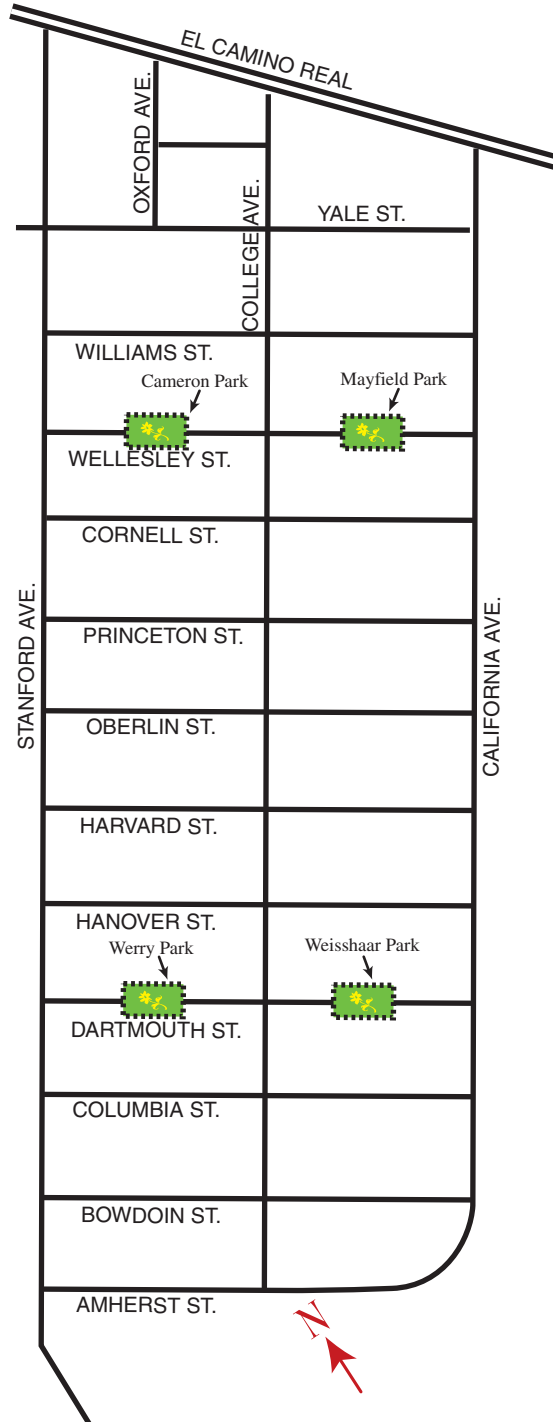 EL CAMINO REAL
OXFORD AVE.
COLLEGE AVE.
YALE ST.
WILLIAMS ST.
Cameron Park
Mayfield Park
WELLESLEY ST.
CORNELL ST.
STANFORD AVE.
CALIFORNIA AVE.
PRINCETON ST.
OBERLIN ST.
HARVARD ST.
HANOVER ST.
Werry Park
Weisshaar Park
DARTMOUTH ST.
COLUMBIA ST.
BOWDOIN ST.
AMHERST ST.
N